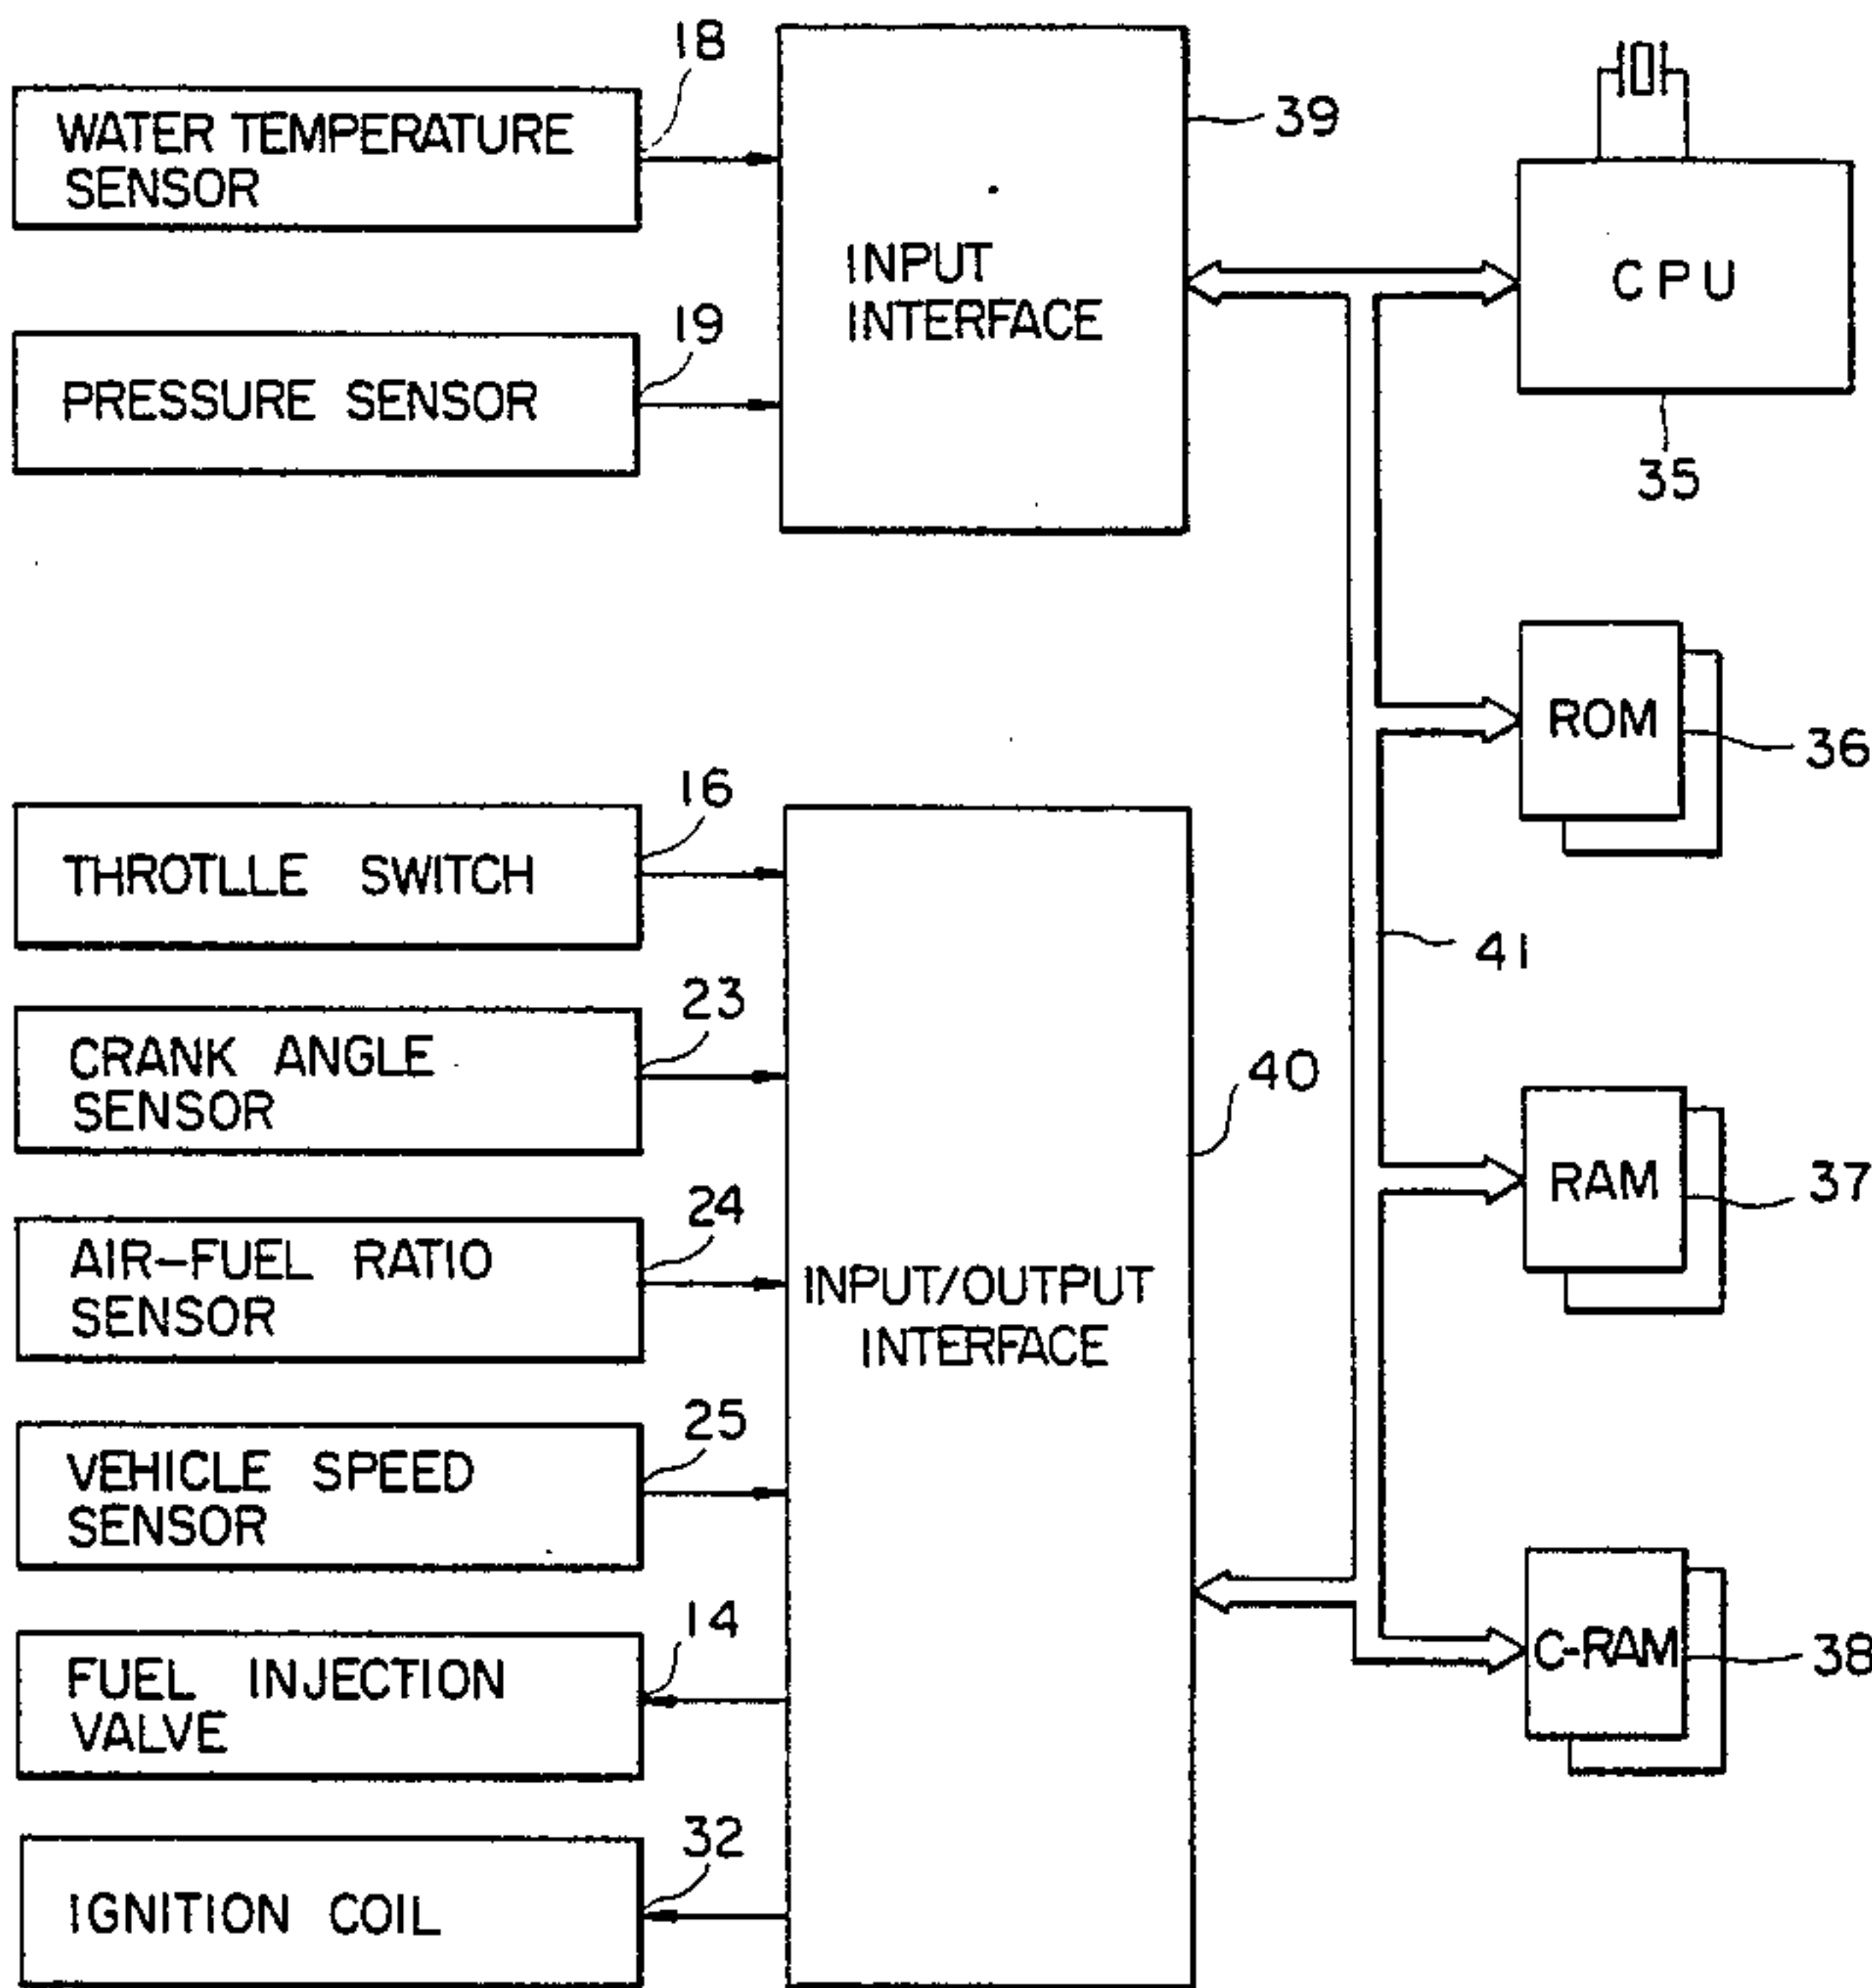 18
WATER TEMPERATURE
SENSOR
39
INPUT
INTERFACE
CPU
35
19
PRESSURE SENSOR
ROM
36
16
THROTLLE SWITCH
41
23
CRANK ANGLE
SENSOR
40
RAM
37
24
AIR-FUEL RATIO
SENSOR
INPUT/OUTPUT
INTERFACE
25
VEHICLE SPEED
SENSOR
C-RAM
38
14
FUEL INJECTION
VALVE
32
IGNITION COIL